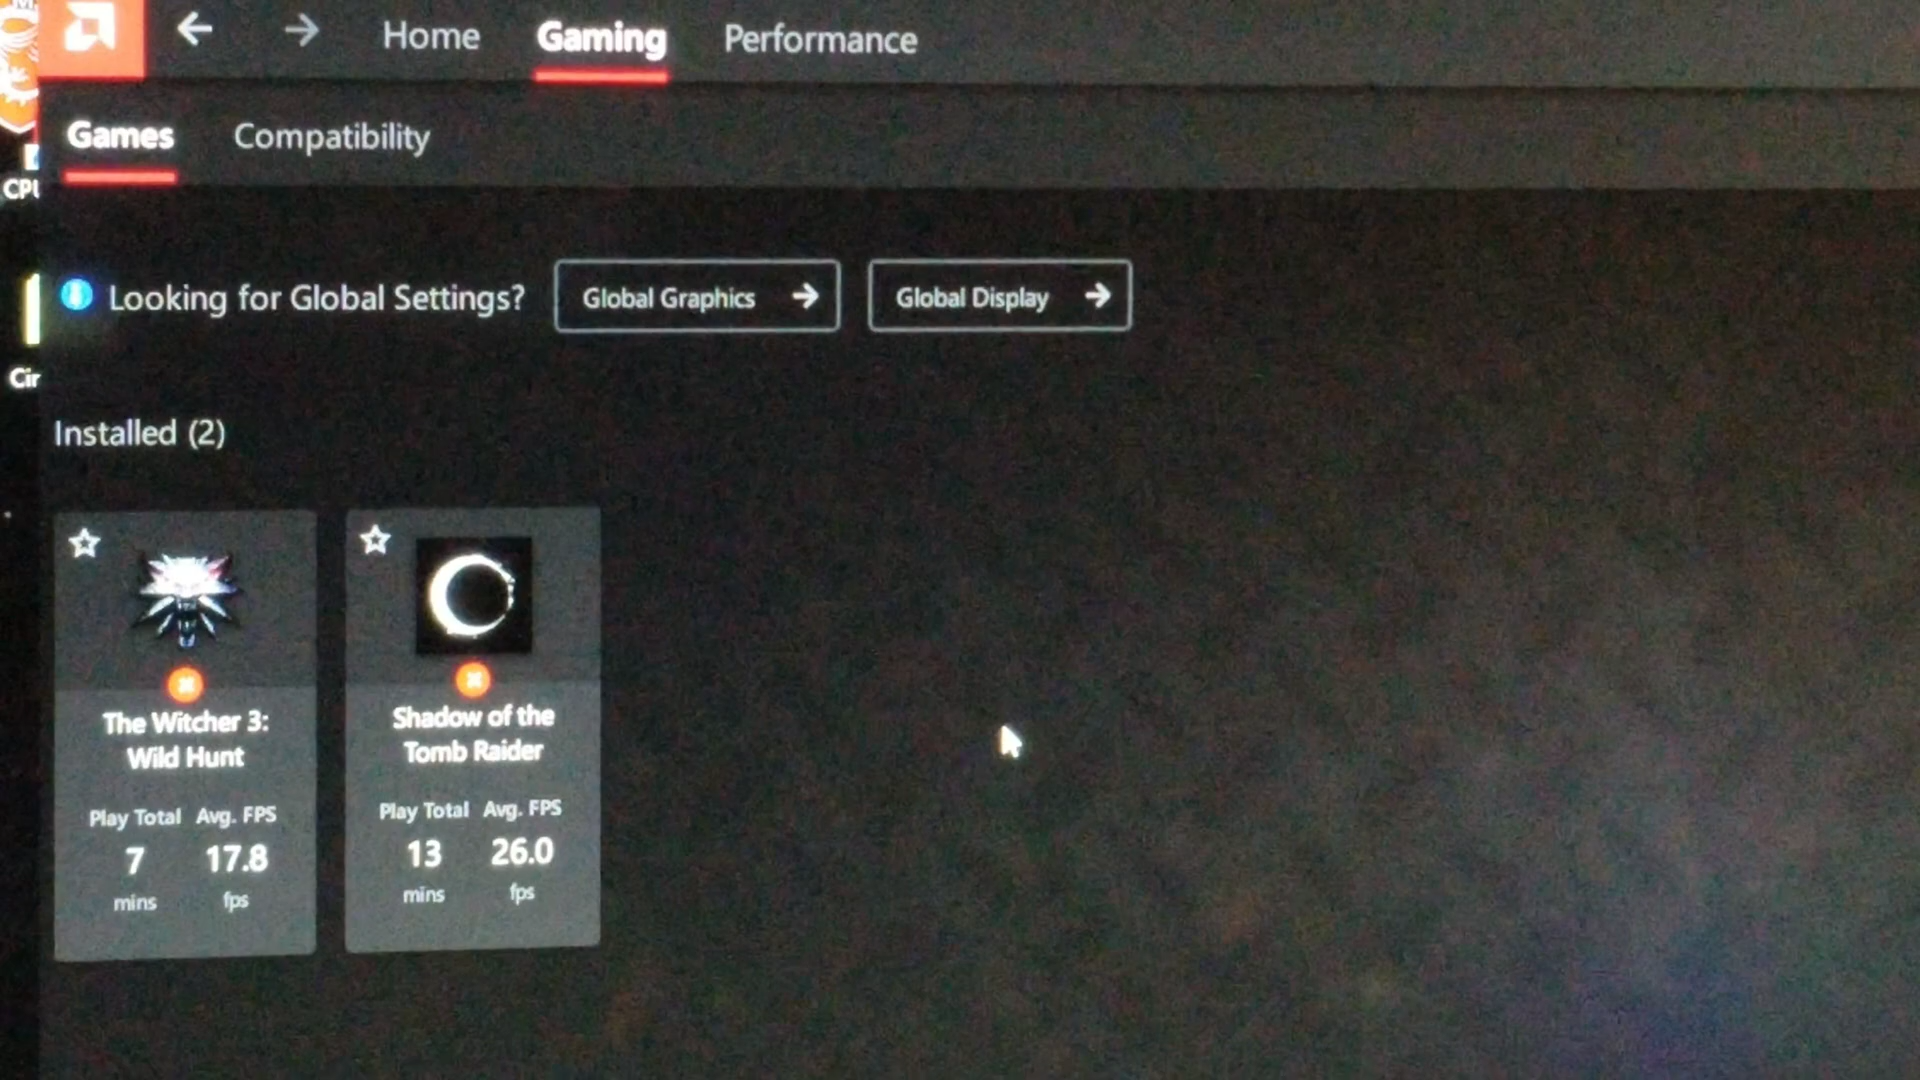 Home Gaming Performance
Games Compatibility
CPU
Looking for Global Settings? Global Graphics Global Display
Cin
Installed (2)
The Witcher 3:
Wild Hunt
Play Total Avg. FPS
7 17.8
mins fps
Shadow of the
Tomb Raider
Play Total Avg. FPS
13 26.0
mins fps